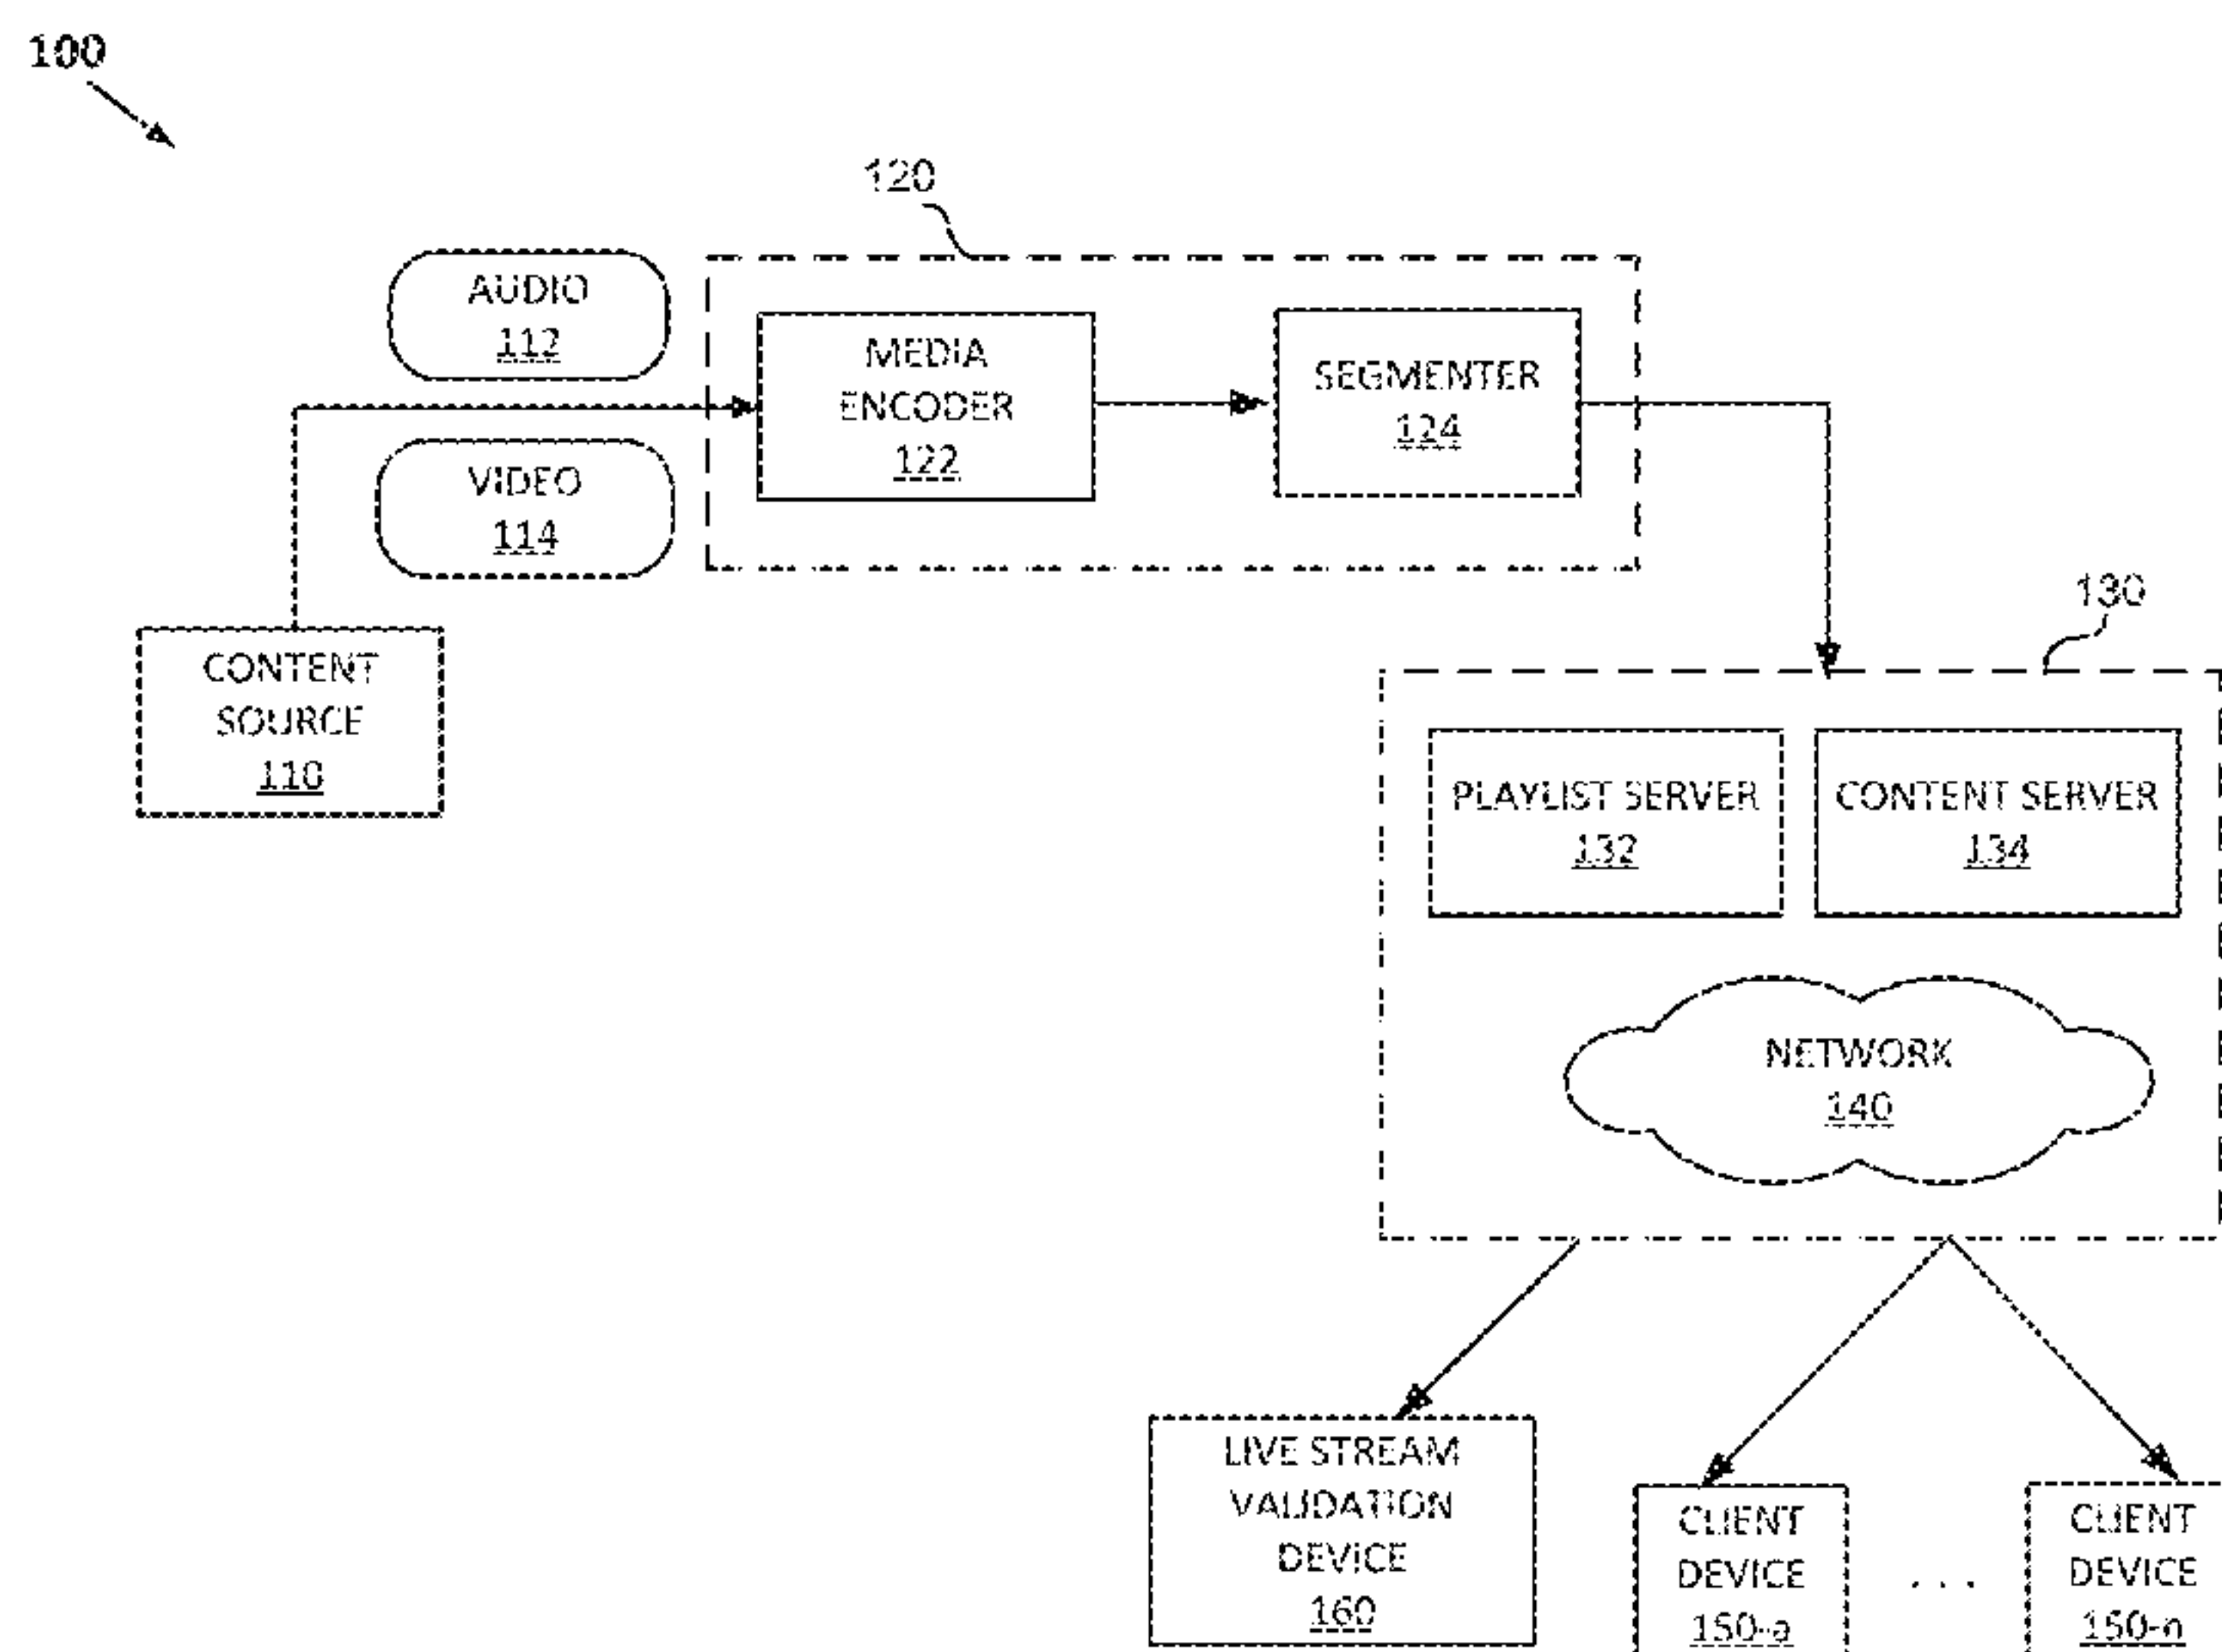 100
120
AUDIO
112
MEDIA
ENCODER
122
SEGMENTER
124
VIDEO
114
130
CONTENT
SOURCE
110
PLAYLIST SERVER
132
CONTENT SERVER
134
NETWORK
140
LIVE STREAM
VALIDATION
DEVICE
160
CLIENT
DEVICE
150-a
. . .
CLIENT
DEVICE
150-n